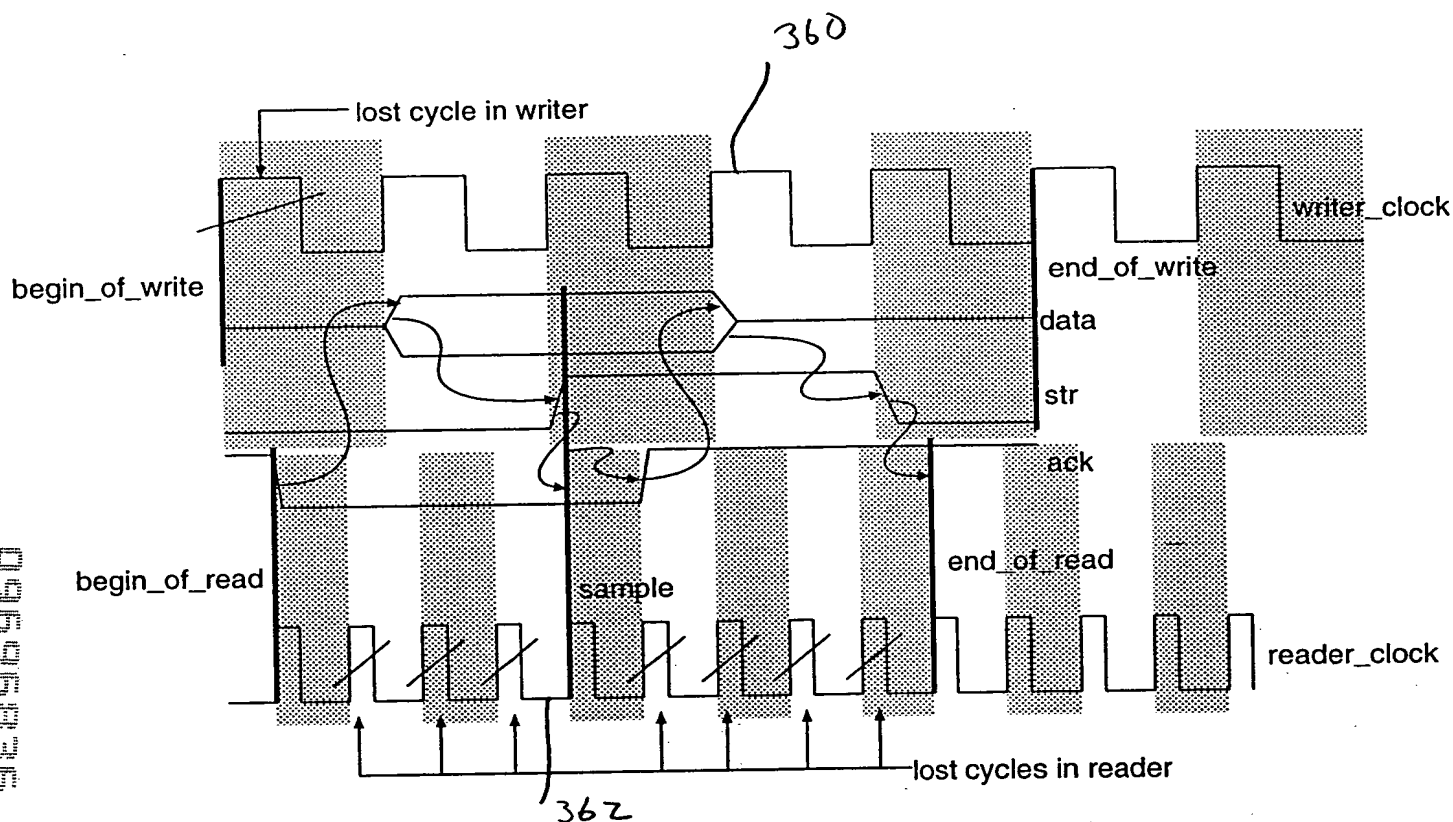 360
lost cycle in writer
writer_clock
begin_of_write
end_of_write
data
str
ack
begin_of_read
sample
end_of_read
reader_clock
lost cycles in reader
362